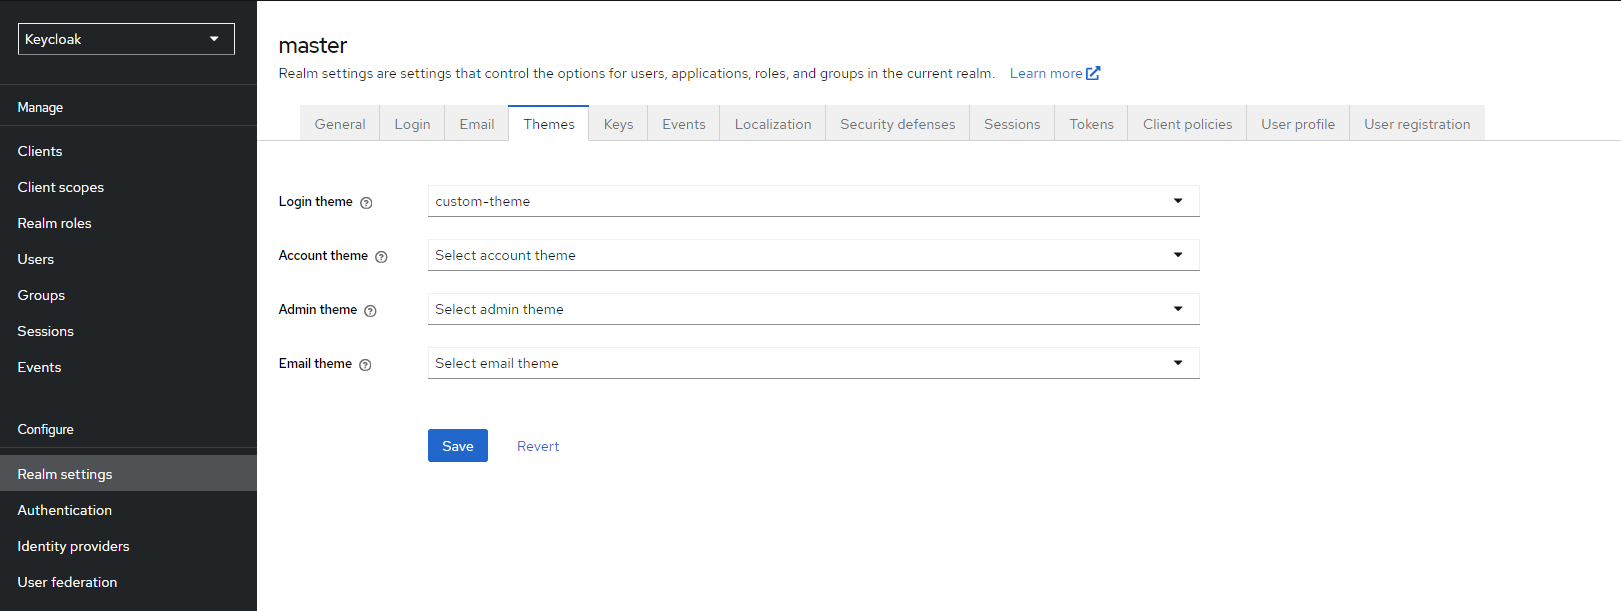 Keycloak
Manage
Clients
Client scopes
Realm roles
Users
Groups
Sessions
Events
Configure
Realm settings
Authentication
Identity providers
User federation
master
Realm settings are settings that control the options for users, applications, roles, and groups in the current realm. Learn more
General Login Email Themes Keys Events Localization Security defenses Sessions Tokens Client policies User profile User registration
Login theme custom-theme
Account theme Select account theme
Admin theme Select admin theme
Email theme Select email theme
Save Revert